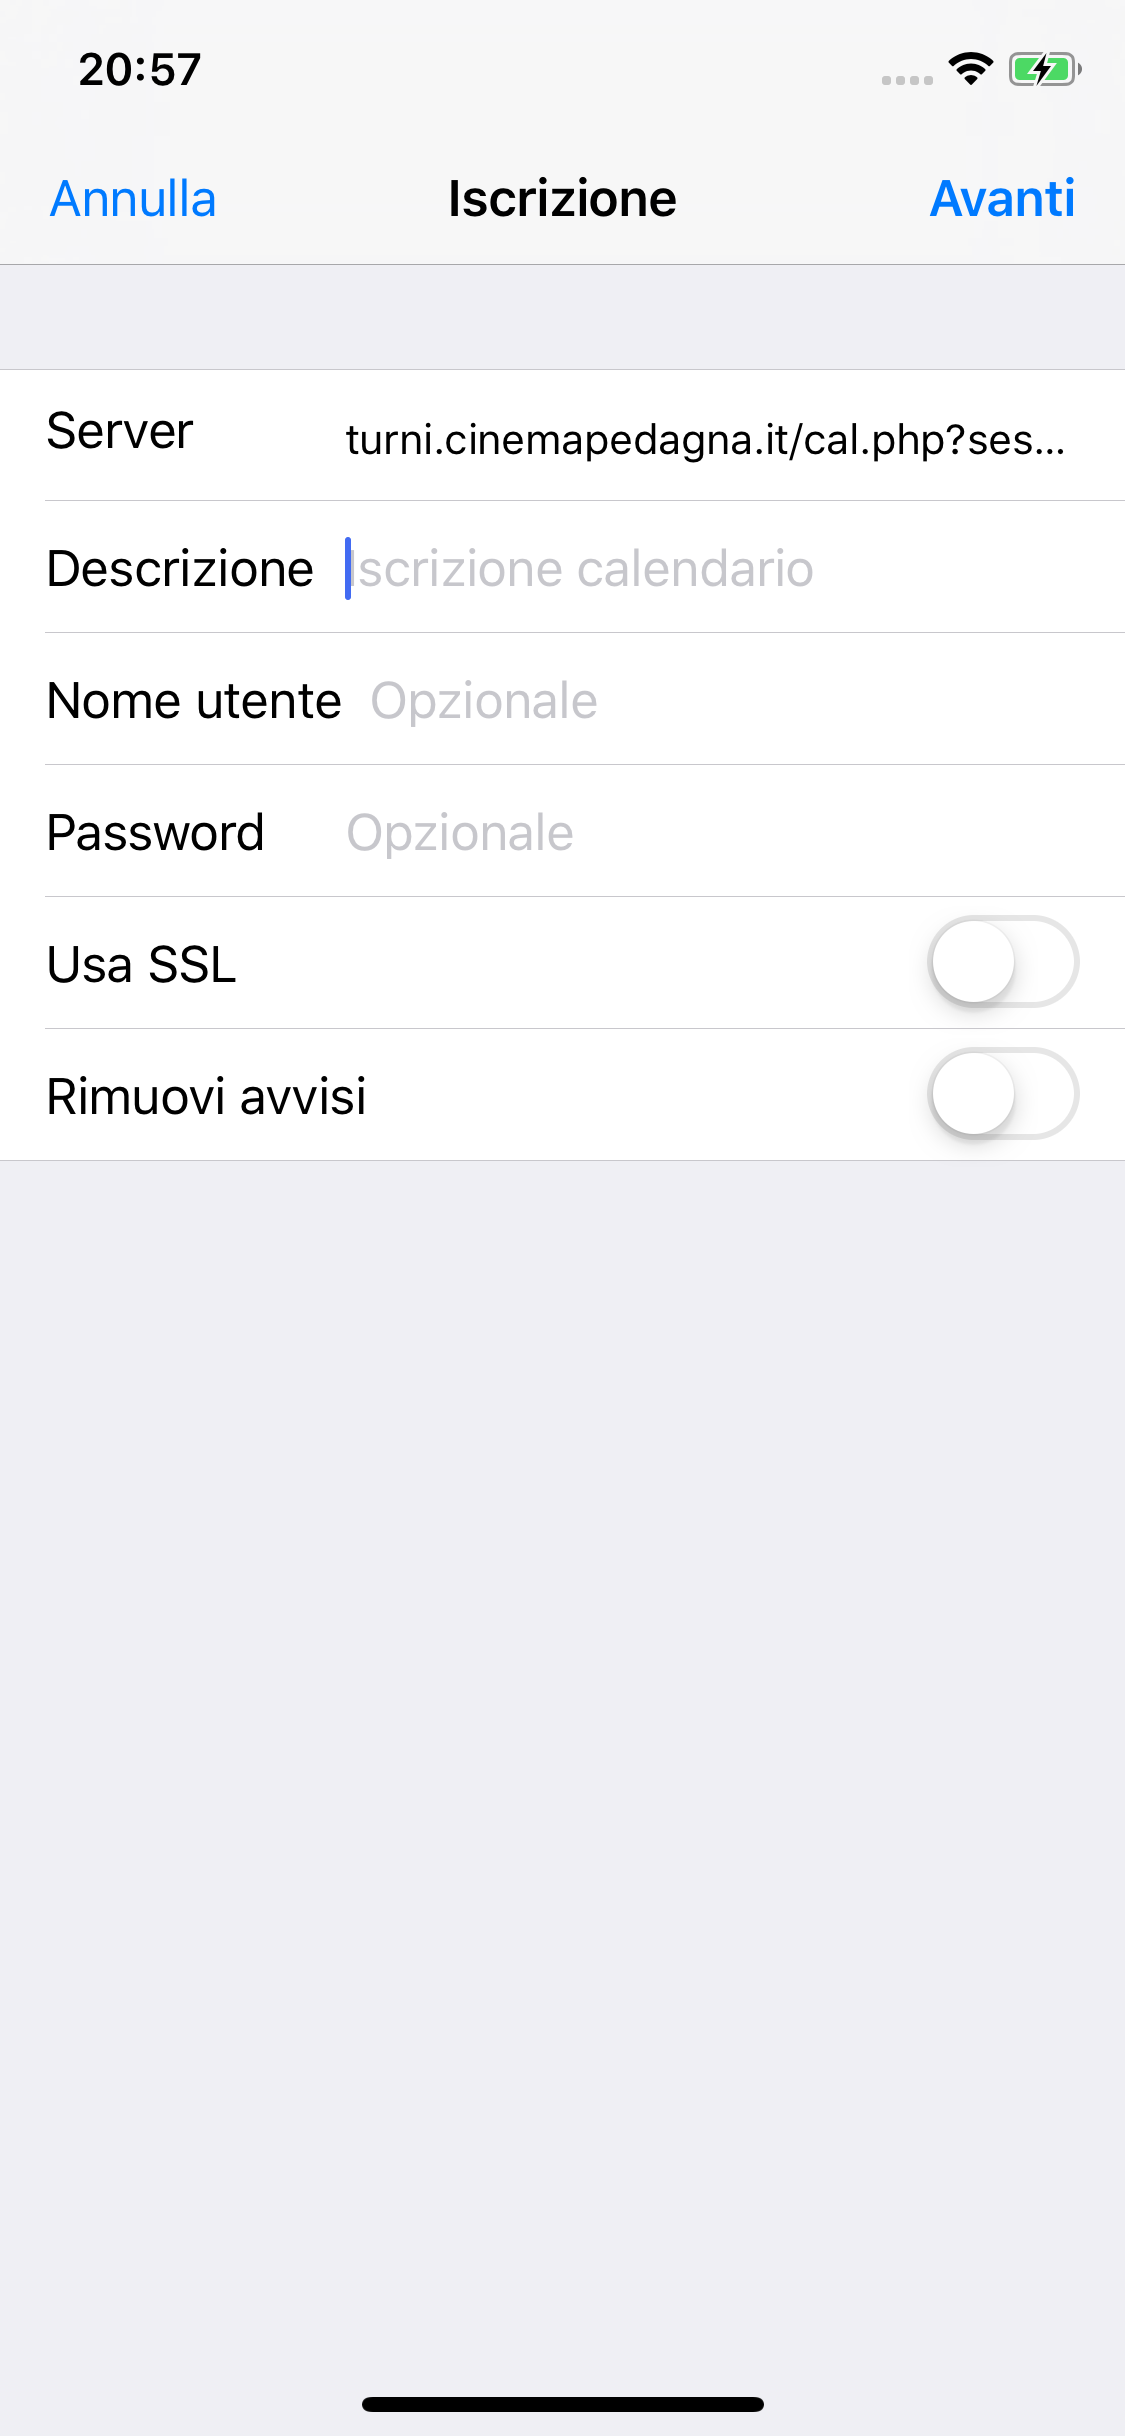 20:57
Annulla Iscrizione Avanti
Server turni.cinemapedagna.it/cal.php?ses...
Descrizione Iscrizione calendario
Nome utente Opzionale
Password Opzionale
Usa SSL
Rimuovi avvisi